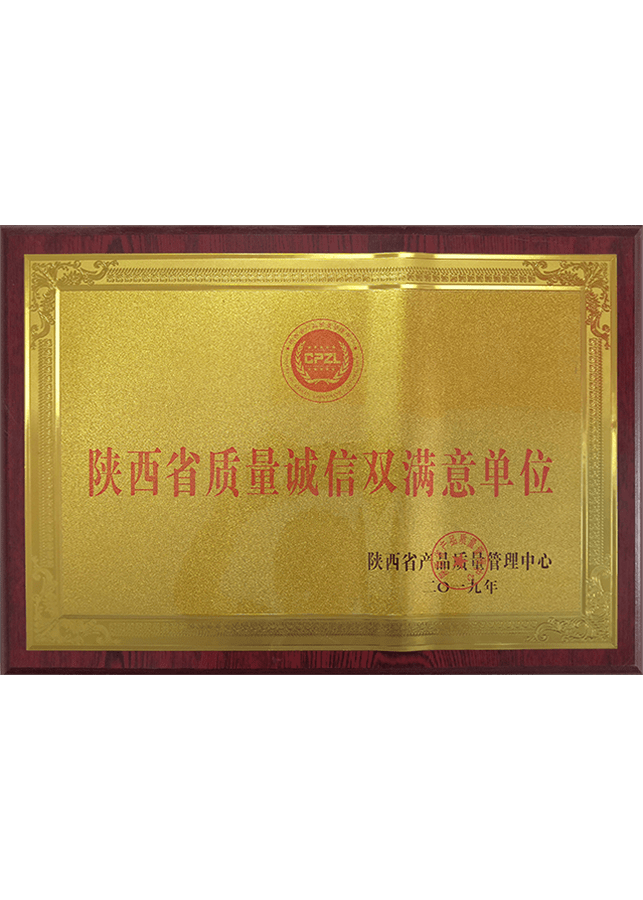 CPZL
陕西省质量诚信双满意单位
陕西省产品质量管理中心
二〇一九年